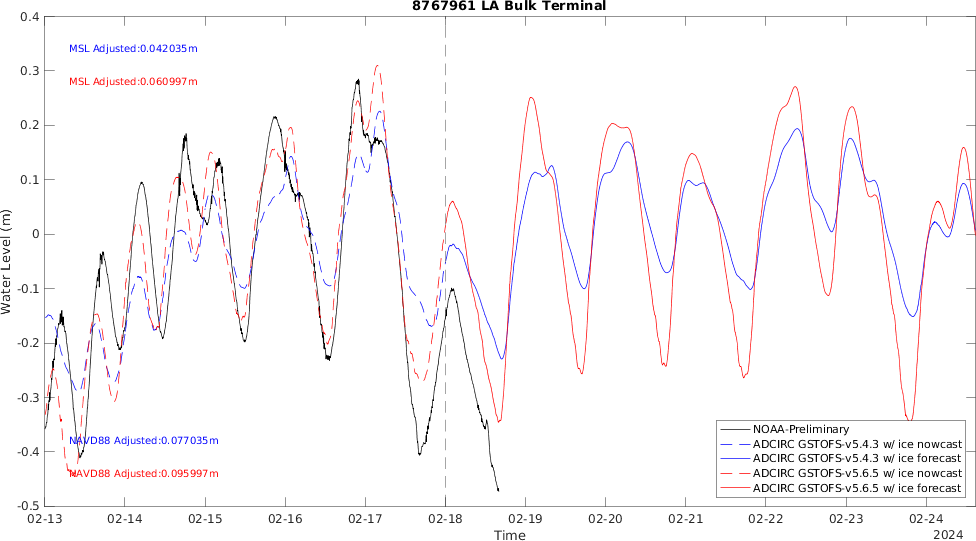 8767961 LA Bulk Terminal
0.4
0.3
0.2
0.1
0
-0.1
-0.2
-0.3
-0.4
-0.5
Water Level (m)
MSL Adjusted:0.042035m
MSL Adjusted:0.060997m
NAVD88 Adjusted:0.077035m
NAVD88 Adjusted:0.095997m
NOAA-Preliminary
ADCIRC GSTOFS-v5.4.3 w/ ice nowcast
ADCIRC GSTOFS-v5.4.3 w/ ice forecast
ADCIRC GSTOFS-v5.6.5 w/ ice nowcast
ADCIRC GSTOFS-v5.6.5 w/ ice forecast
02-13 02-14 02-15 02-16 02-17 02-18 02-19 02-20 02-21 02-22 02-23 02-24
Time
2024